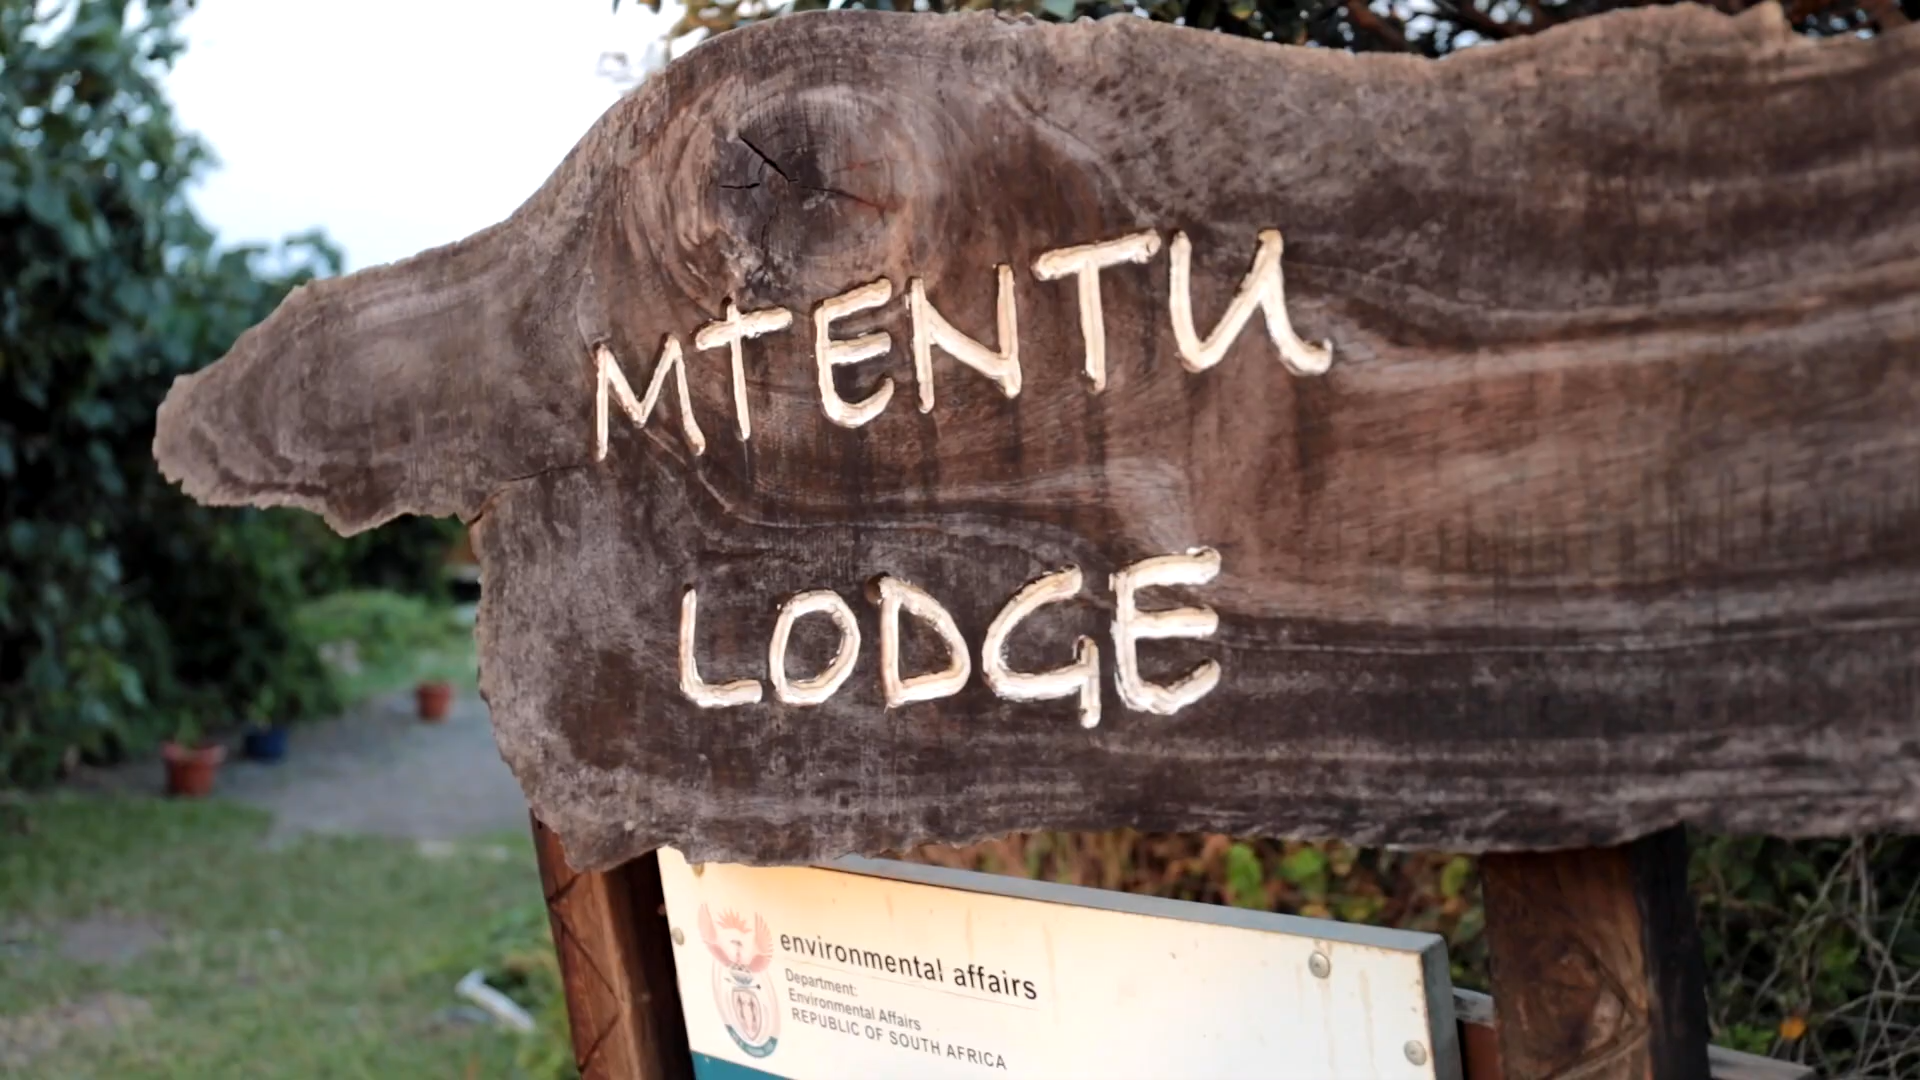 MTENTU
LODGE
environmental affairs
Department:
Environmental Affairs
REPUBLIC OF SOUTH AFRICA